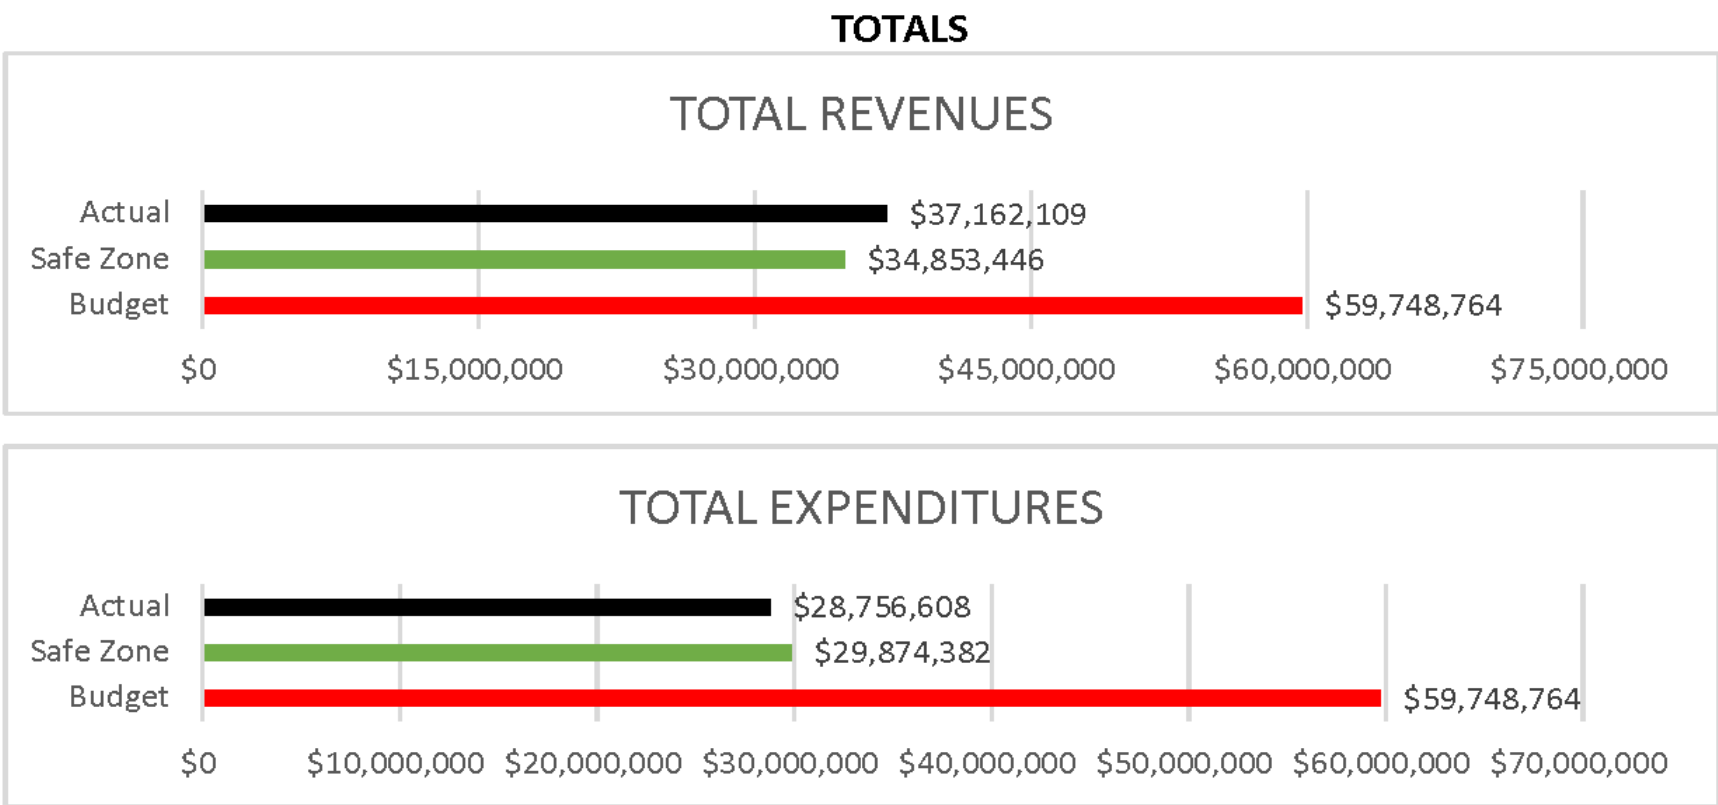 TOTALS
TOTAL REVENUES
Actual $37,162,109
Safe Zone $34,853,446
Budget $59,748,764
$0 $15,000,000 $30,000,000 $45,000,000 $60,000,000 $75,000,000
TOTAL EXPENDITURES
Actual $28,756,608
Safe Zone $29,874,382
Budget $59,748,764
$0 $10,000,000 $20,000,000 $30,000,000 $40,000,000 $50,000,000 $60,000,000 $70,000,000